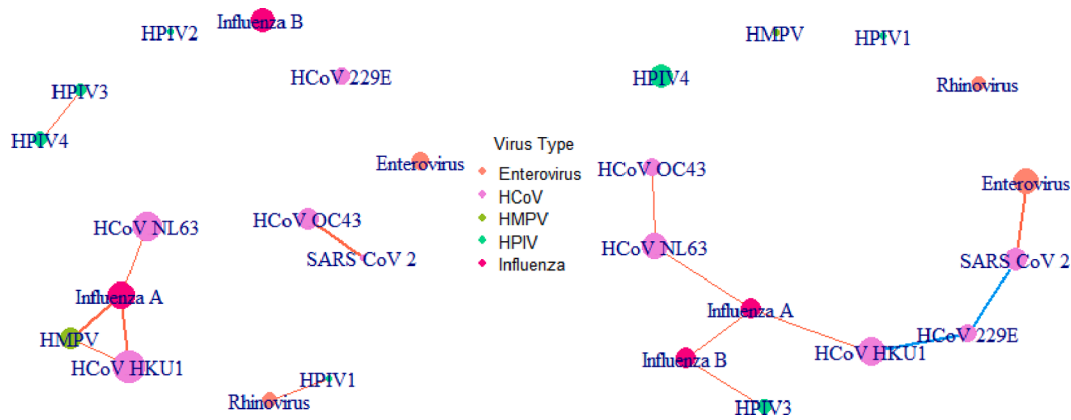 Influenza B
HPIV2
HCoV 229E
HPIV3
HPIV4
Enterovirus
HCoV NL63
HCoV OC43
SARS CoV 2
Influenza A
HMPV
HCoV HKU1
HPIV1
Rhinovirus
Virus Type
Enterovirus
HCoV
HMPV
HPIV
Influenza
HMPV
HPIV1
HPIV4
Rhinovirus
HCoV OC43
Enterovirus
HCoV NL63
SARS CoV 2
Influenza A
HCoV 229E
Influenza B
HCoV HKU1
HPIV3